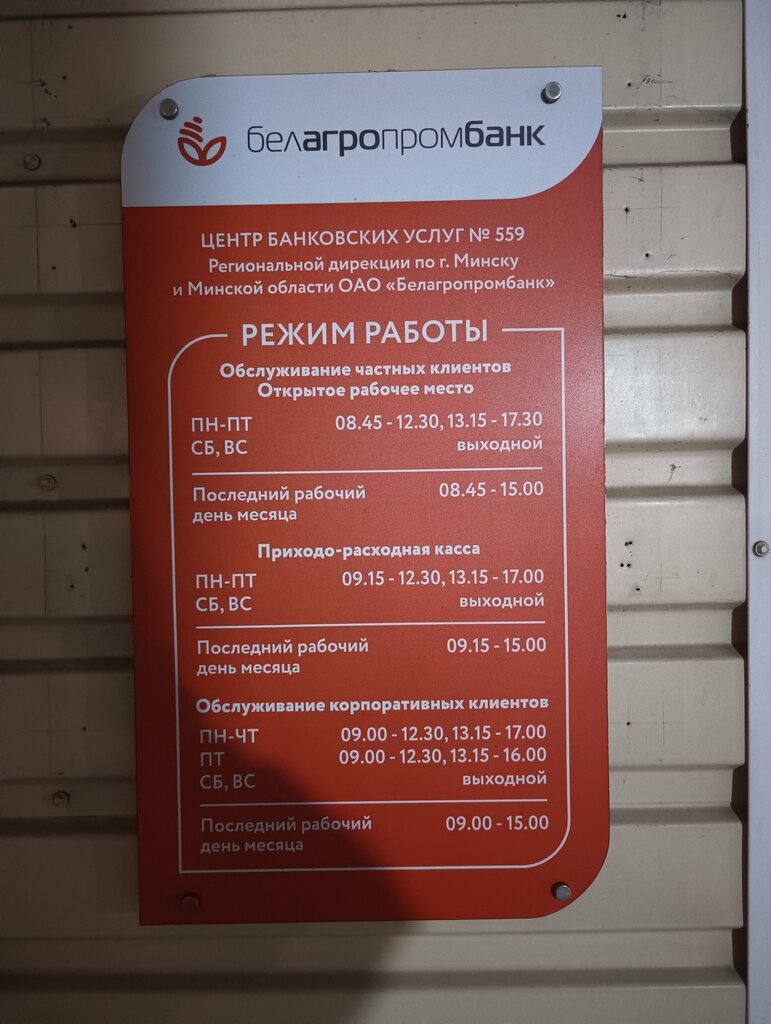 белагропромбанк
ЦЕНТР БАНКОВСКИХ УСЛУГ № 559
Региональной дирекции по г. Минску
и Минской области ОАО «Белагропромбанк»
РЕЖИМ РАБОТЫ
Обслуживание частных клиентов
Открытое рабочее место
ПН-ПТ 08.45 - 12.30, 13.15 - 17.30
СБ, ВС выходной
Последний рабочий 08.45 - 15.00
день месяца
Приходо-расходная касса
ПН-ПТ 09.15 - 12.30, 13.15 - 17.00
СБ, ВС выходной
Последний рабочий 09.15 - 15.00
день месяца
Обслуживание корпоративных клиентов
ПН-ЧТ 09.00 - 12.30, 13.15 - 17.00
ПТ 09.00 - 12.30, 13.15 - 16.00
СБ, ВС выходной
Последний рабочий 09.00 - 15.00
день месяца